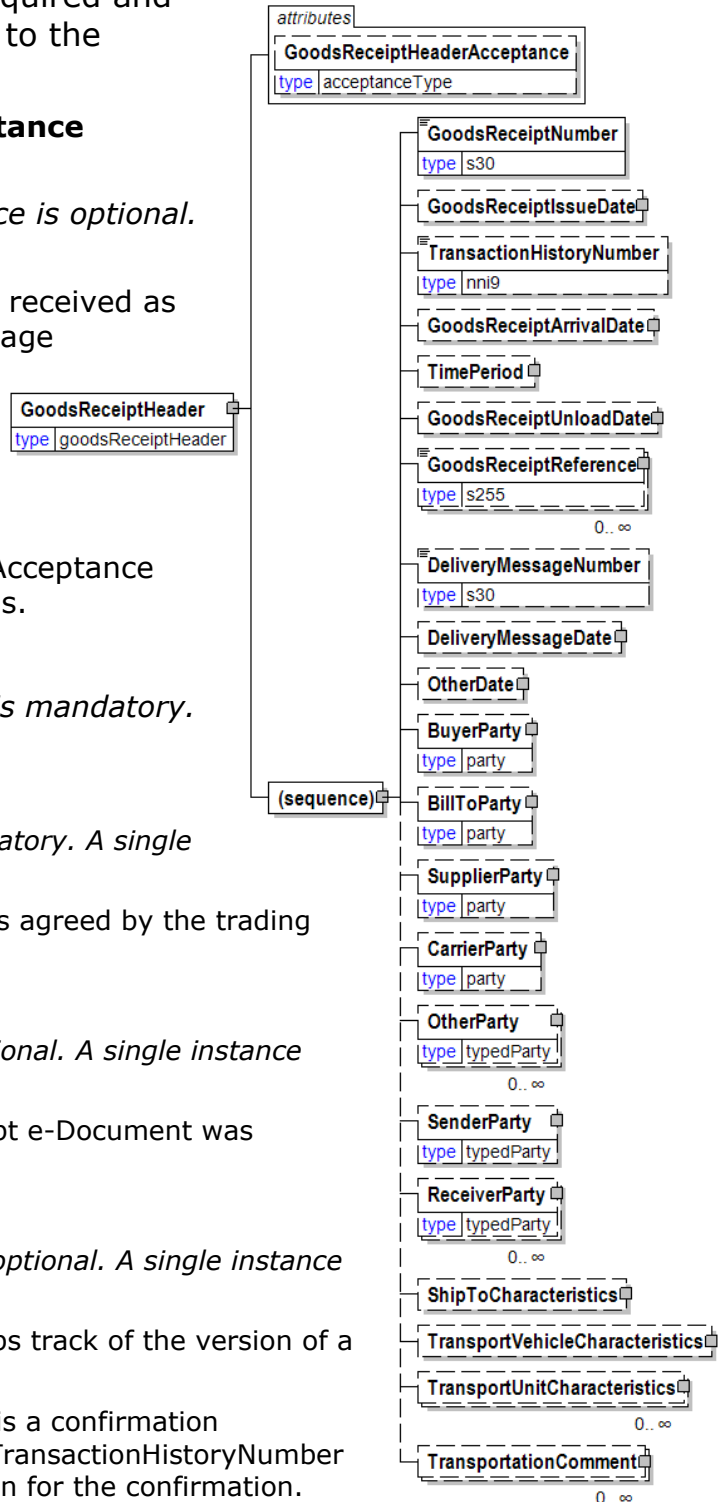 quired and
to the
tance
ce is optional.
received as
age
Acceptance
s.
is mandatory.
atory. A single
s agreed by the trading
onal. A single instance
pt e-Document was
optional. A single instance
ps track of the version of a
is a confirmation
TransactionHistoryNumber
n for the confirmation.
GoodsReceiptHeader
type goodsReceiptHeader
attributes
GoodsReceiptHeaderAcceptance
type acceptanceType
(sequence)
GoodsReceiptNumber
type s30
GoodsReceiptIssueDate
TransactionHistoryNumber
type nni9
GoodsReceiptArrivalDate
TimePeriod
GoodsReceiptUnloadDate
GoodsReceiptReference
type s255
0..∞
DeliveryMessageNumber
type s30
DeliveryMessageDate
OtherDate
BuyerParty
type party
BillToParty
type party
SupplierParty
type party
CarrierParty
type party
OtherParty
type typedParty
0..∞
SenderParty
type typedParty
ReceiverParty
type typedParty
0..∞
ShipToCharacteristics
TransportVehicleCharacteristics
TransportUnitCharacteristics
0..∞
TransportationComment
0..∞